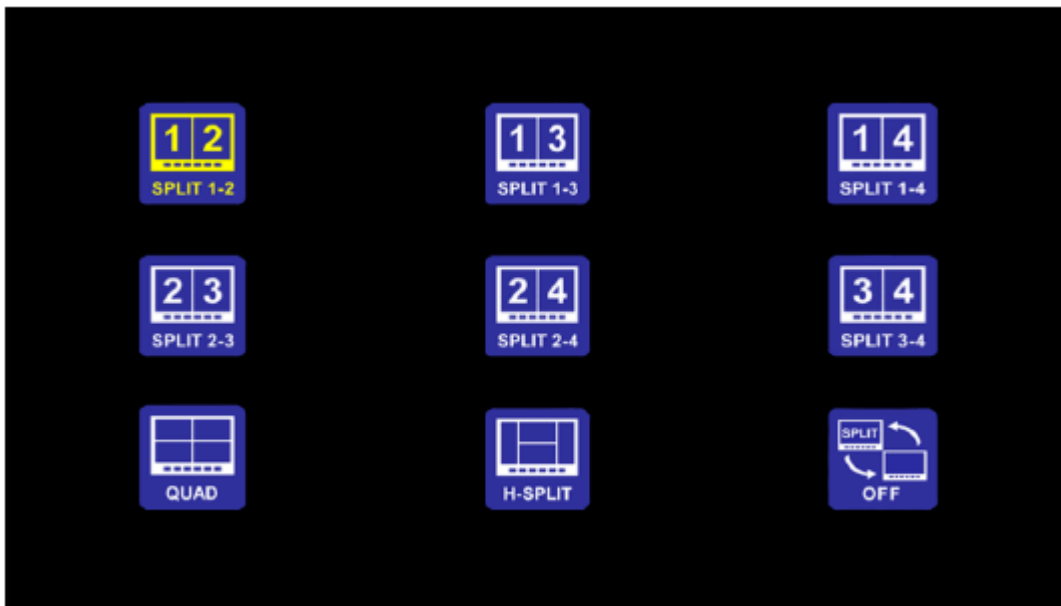 1 2
SPLIT 1-2
1 3
SPLIT 1-3
1 4
SPLIT 1-4
2 3
SPLIT 2-3
2 4
SPLIT 2-4
3 4
SPLIT 3-4
QUAD
H-SPLIT
SPLIT
OFF